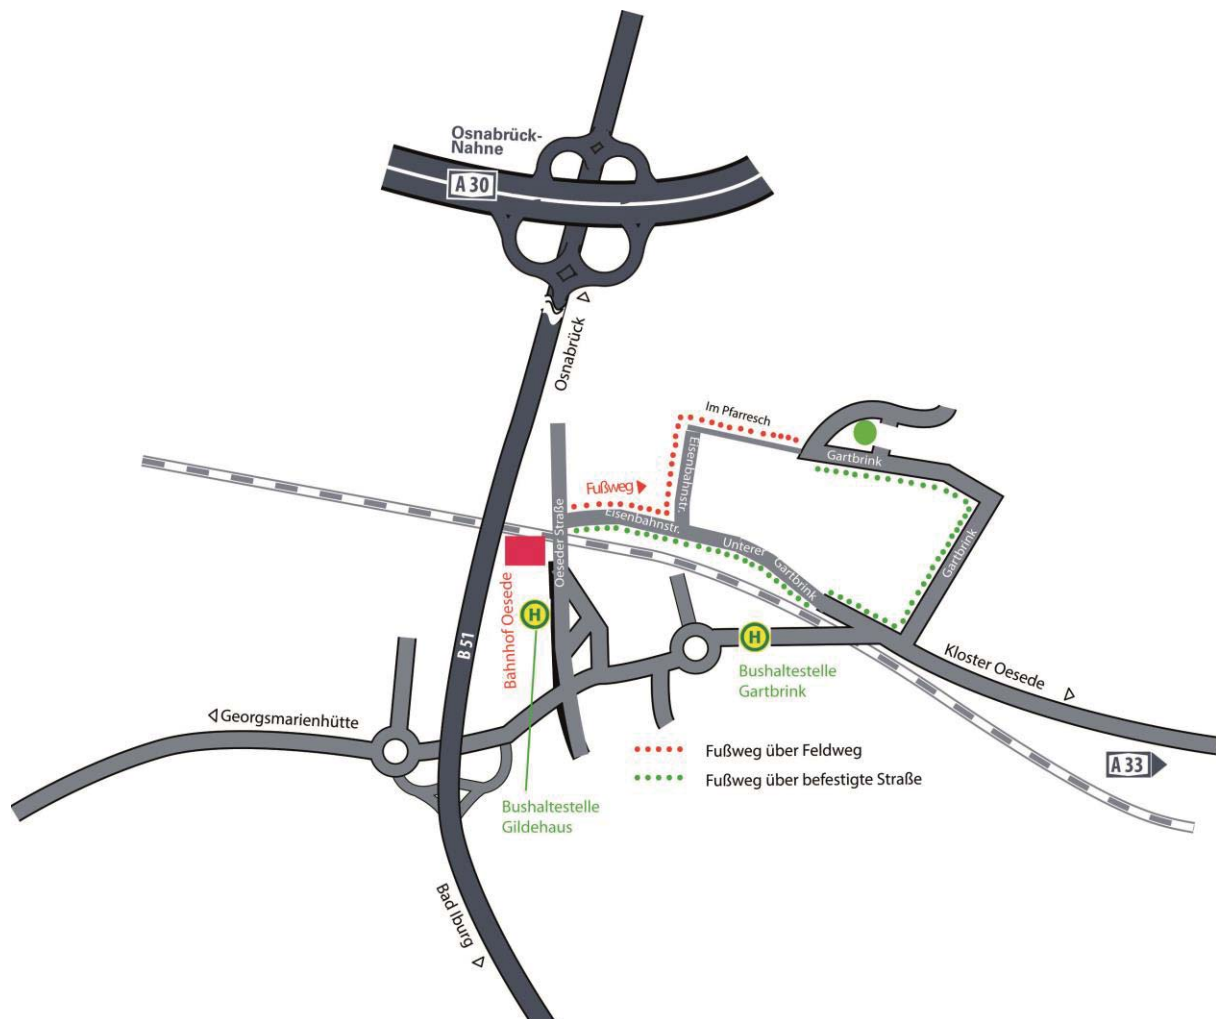 Osnabrück-
Nahne
A 30
Osnabrück
Im Pfarresch
Gartbrink
Eisenbahnstr.
Fußweg
Eisenbahnstr.
Oeseder Straße
Unterer
Gartbrink
Gartbrink
Bahnhof Oesede
H
H
B 51
Bushaltestelle
Gartbrink
Kloster Oesede
Georgsmarienhütte
Fußweg über Feldweg
Fußweg über befestigte Straße
A 33
Bushaltestelle
Gildehaus
Bad Iburg